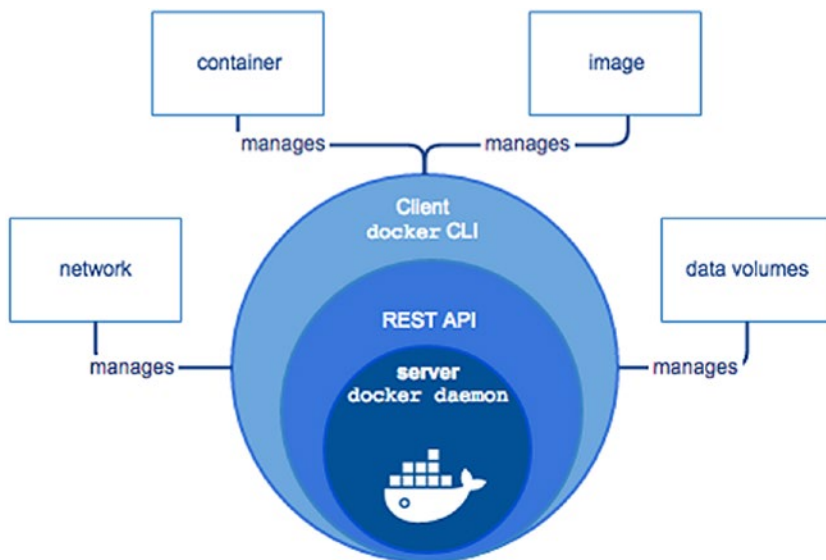 container
image
manages
manages
Client
docker CLI
network
data volumes
REST API
manages
server
docker daemon
manages